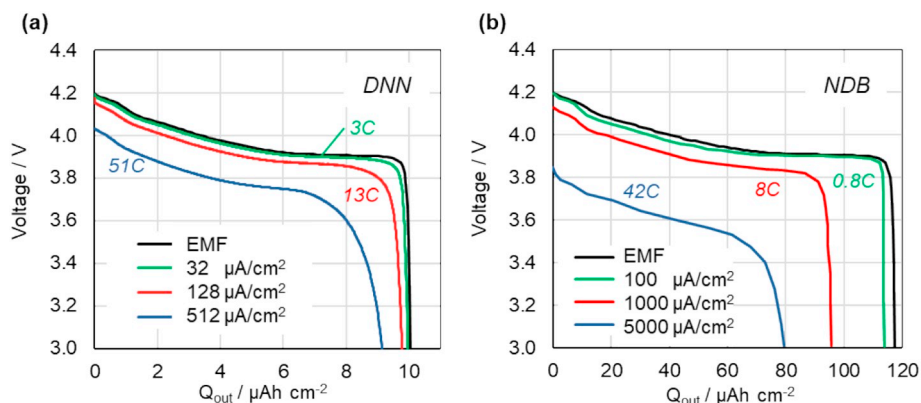 (a)
4.4
4.2
4.0
3.8
3.6
3.4
3.2
3.0
Voltage / V
DNN
3C
51C
13C
EMF
32 µA/cm²
128 µA/cm²
512 µA/cm²
0 2 4 6 8 10
Qout / µAh cm⁻²
(b)
4.4
4.2
4.0
3.8
3.6
3.4
3.2
3.0
Voltage / V
NDB
42C
8C
0.8C
EMF
100 µA/cm²
1000 µA/cm²
5000 µA/cm²
0 20 40 60 80 100 120
Qout / µAh cm⁻²